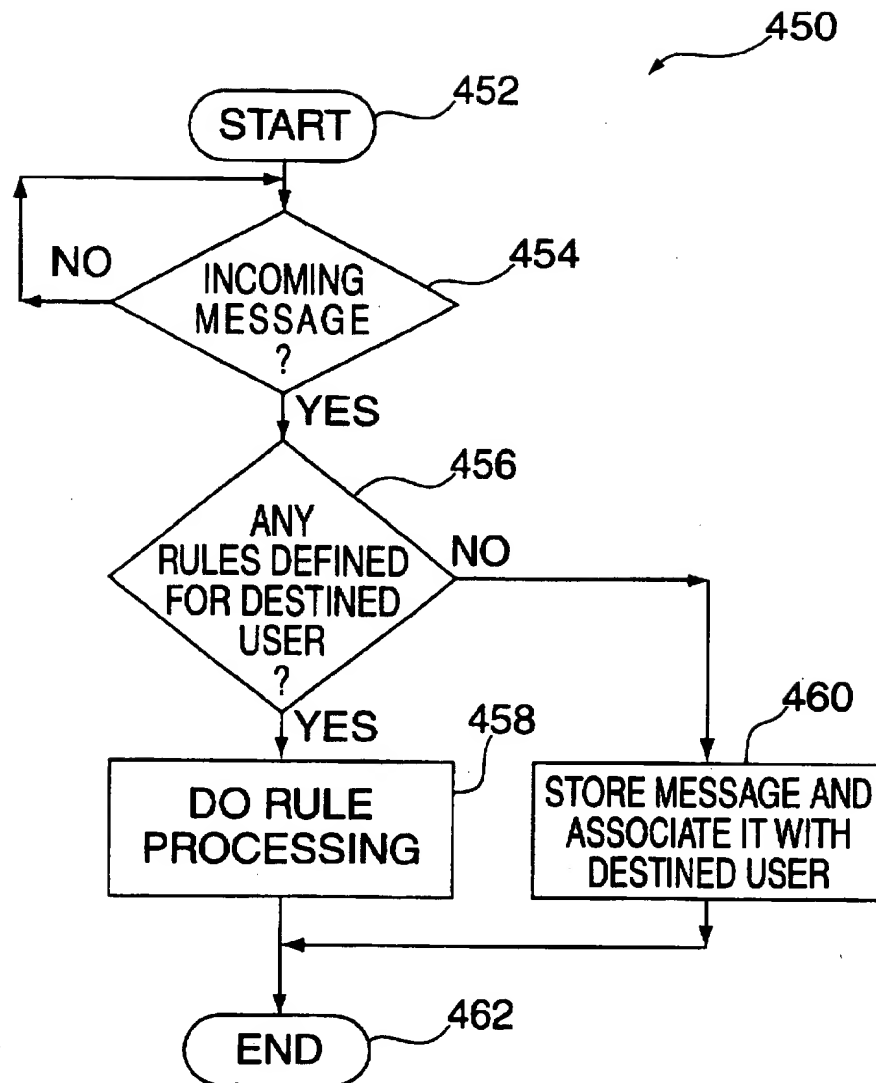 450
START
452
NO
INCOMING
MESSAGE
?
454
YES
456
ANY
RULES DEFINED
FOR DESTINED
USER
?
NO
YES
458
460
DO RULE
PROCESSING
STORE MESSAGE AND
ASSOCIATE IT WITH
DESTINED USER
END
462